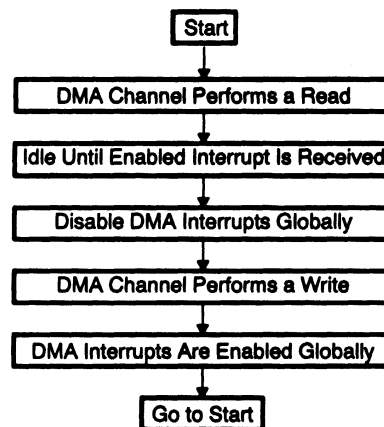 Start
DMA Channel Performs a Read
Idle Until Enabled Interrupt Is Received
Disable DMA Interrupts Globally
DMA Channel Performs a Write
DMA Interrupts Are Enabled Globally
Go to Start